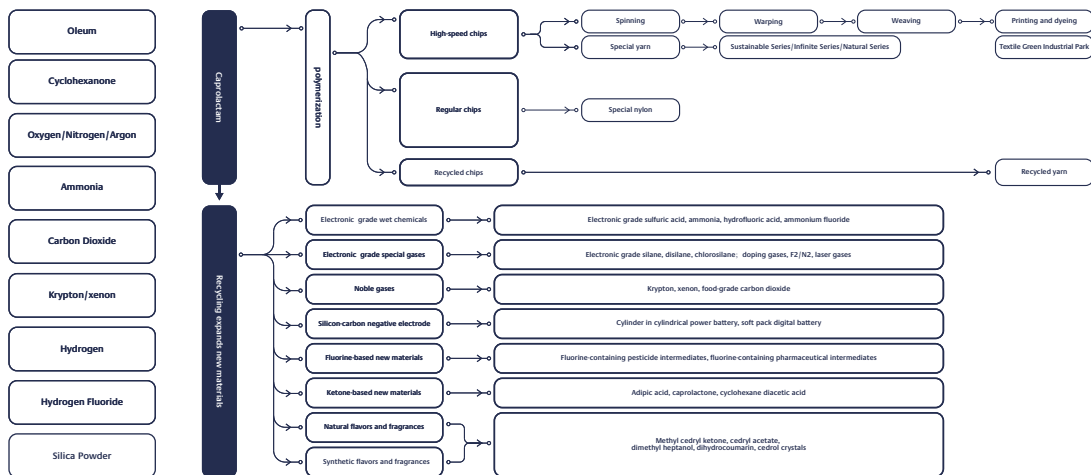 Oleum
Cyclohexanone
Oxygen/Nitrogen/Argon
Ammonia
Carbon Dioxide
Krypton/xenon
Hydrogen
Hydrogen Fluoride
Silica Powder
Caprolactam
polymerization
High-speed chips
Spinning
Warping
Weaving
Printing and dyeing
Special yarn
Sustainable Series/Infinite Series/Natural Series
Textile Green Industrial Park
Regular chips
Special nylon
Recycled chips
Recycled yarn
Recycling expands new materials
Electronic grade wet chemicals
Electronic grade sulfuric acid, ammonia, hydrofluoric acid, ammonium fluoride
Electronic grade special gases
Electronic grade silane, disilane, chlorosilane; doping gases, F2/N2, laser gases
Noble gases
Krypton, xenon, food-grade carbon dioxide
Silicon-carbon negative electrode
Cylinder in cylindrical power battery, soft pack digital battery
Fluorine-based new materials
Fluorine-containing pesticide intermediates, fluorine-containing pharmaceutical intermediates
Ketone-based new materials
Adipic acid, caprolactone, cyclohexane diacetic acid
Natural flavors and fragrances
Synthetic flavors and fragrances
Methyl cedryl ketone, cedryl acetate,
dimethyl heptanol, dihydrocoumarin, cedrol crystals